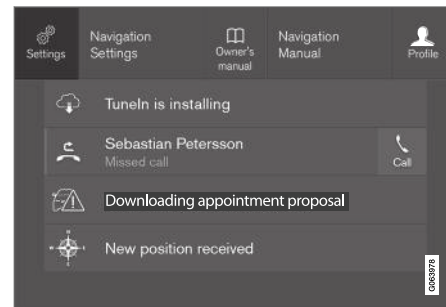 Settings
Navigation
Settings
Owner's
manual
Navigation
Manual
Profile
TuneIn is installing
Sebastian Petersson
Missed call
Call
Downloading appointment proposal
New position received
G063978